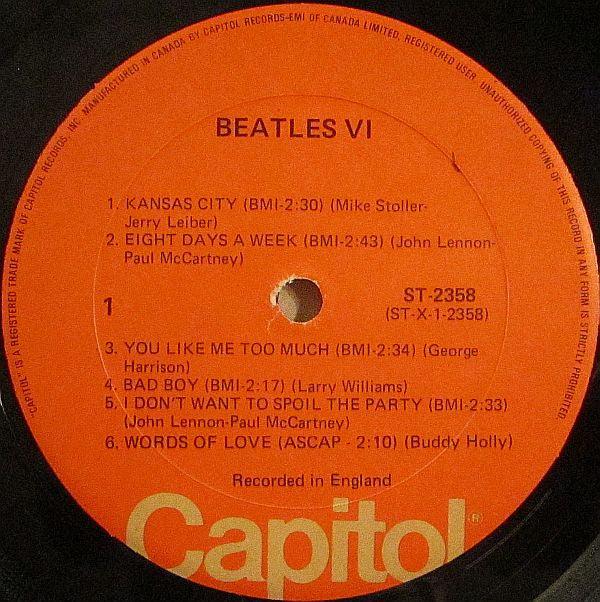 "CAPITOL" IS A REGISTERED TRADE MARK OF CAPITOL RECORDS, INC. MANUFACTURED IN CANADA BY CAPITOL RECORDS-EMI OF CANADA LIMITED, REGISTERED USER. UNAUTHORIZED COPYING OF THIS RECORD IN ANY FORM IS STRICTLY PROHIBITED.
BEATLES VI
1. KANSAS CITY (BMI-2:30) (Mike Stoller-
Jerry Leiber)
2. EIGHT DAYS A WEEK (BMI-2:43) (John Lennon-
Paul McCartney)
1
ST-2358
(ST-X-1-2358)
3. YOU LIKE ME TOO MUCH (BMI-2:34) (George
Harrison)
4. BAD BOY (BMI-2:17) (Larry Williams)
5. I DON'T WANT TO SPOIL THE PARTY (BMI-2:33)
(John Lennon-Paul McCartney)
6. WORDS OF LOVE (ASCAP - 2:10) (Buddy Holly)
Recorded in England
Capitol®